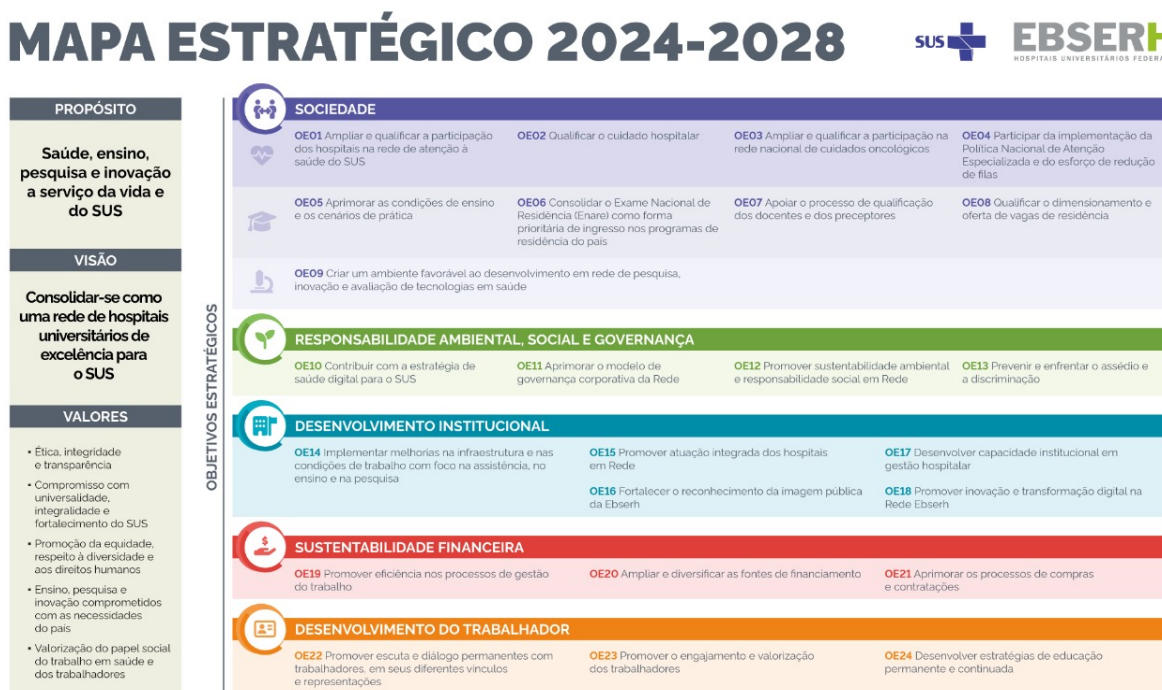 MAPA ESTRATÉGICO 2024-2028
SUS
EBSERH
HOSPITAIS UNIVERSITÁRIOS FEDERA
PROPÓSITO
Saúde, ensino,
pesquisa e inovação
a serviço da vida e
do SUS
VISÃO
Consolidar-se como
uma rede de hospitais
universitários de
excelência para
o SUS
VALORES
▪ Ética, integridade
e transparência
▪ Compromisso com
universalidade,
integralidade e
fortalecimento do SUS
▪ Promoção da equidade,
respeito à diversidade e
aos direitos humanos
▪ Ensino, pesquisa e
inovação comprometidos
com as necessidades
do país
▪ Valorização do papel social
do trabalho em saúde e
dos trabalhadores
OBJETIVOS ESTRATÉGICOS
SOCIEDADE
OE01 Ampliar e qualificar a participação
dos hospitais na rede de atenção à
saúde do SUS
OE02 Qualificar o cuidado hospitalar
OE03 Ampliar e qualificar a participação na
rede nacional de cuidados oncológicos
OE04 Participar da implementação da
Política Nacional de Atenção
Especializada e do esforço de redução
de filas
OE05 Aprimorar as condições de ensino
e os cenários de prática
OE06 Consolidar o Exame Nacional de
Residência (Enare) como forma
prioritária de ingresso nos programas de
residência do país
OE07 Apoiar o processo de qualificação
dos docentes e dos preceptores
OE08 Qualificar o dimensionamento e
oferta de vagas de residência
OE09 Criar um ambiente favorável ao desenvolvimento em rede de pesquisa,
inovação e avaliação de tecnologias em saúde
RESPONSABILIDADE AMBIENTAL, SOCIAL E GOVERNANÇA
OE10 Contribuir com a estratégia de
saúde digital para o SUS
OE11 Aprimorar o modelo de
governança corporativa da Rede
OE12 Promover sustentabilidade ambiental
e responsabilidade social em Rede
OE13 Prevenir e enfrentar o assédio e
a discriminação
DESENVOLVIMENTO INSTITUCIONAL
OE14 Implementar melhorias na infraestrutura e nas
condições de trabalho com foco na assistência, no
ensino e na pesquisa
OE15 Promover atuação integrada dos hospitais
em Rede
OE16 Fortalecer o reconhecimento da imagem pública
da Ebserh
OE17 Desenvolver capacidade institucional em
gestão hospitalar
OE18 Promover inovação e transformação digital na
Rede Ebserh
SUSTENTABILIDADE FINANCEIRA
OE19 Promover eficiência nos processos de gestão
do trabalho
OE20 Ampliar e diversificar as fontes de financiamento
OE21 Aprimorar os processos de compras
e contratações
DESENVOLVIMENTO DO TRABALHADOR
OE22 Promover escuta e diálogo permanentes com
trabalhadores, em seus diferentes vínculos
e representações
OE23 Promover o engajamento e valorização
dos trabalhadores
OE24 Desenvolver estratégias de educação
permanente e continuada